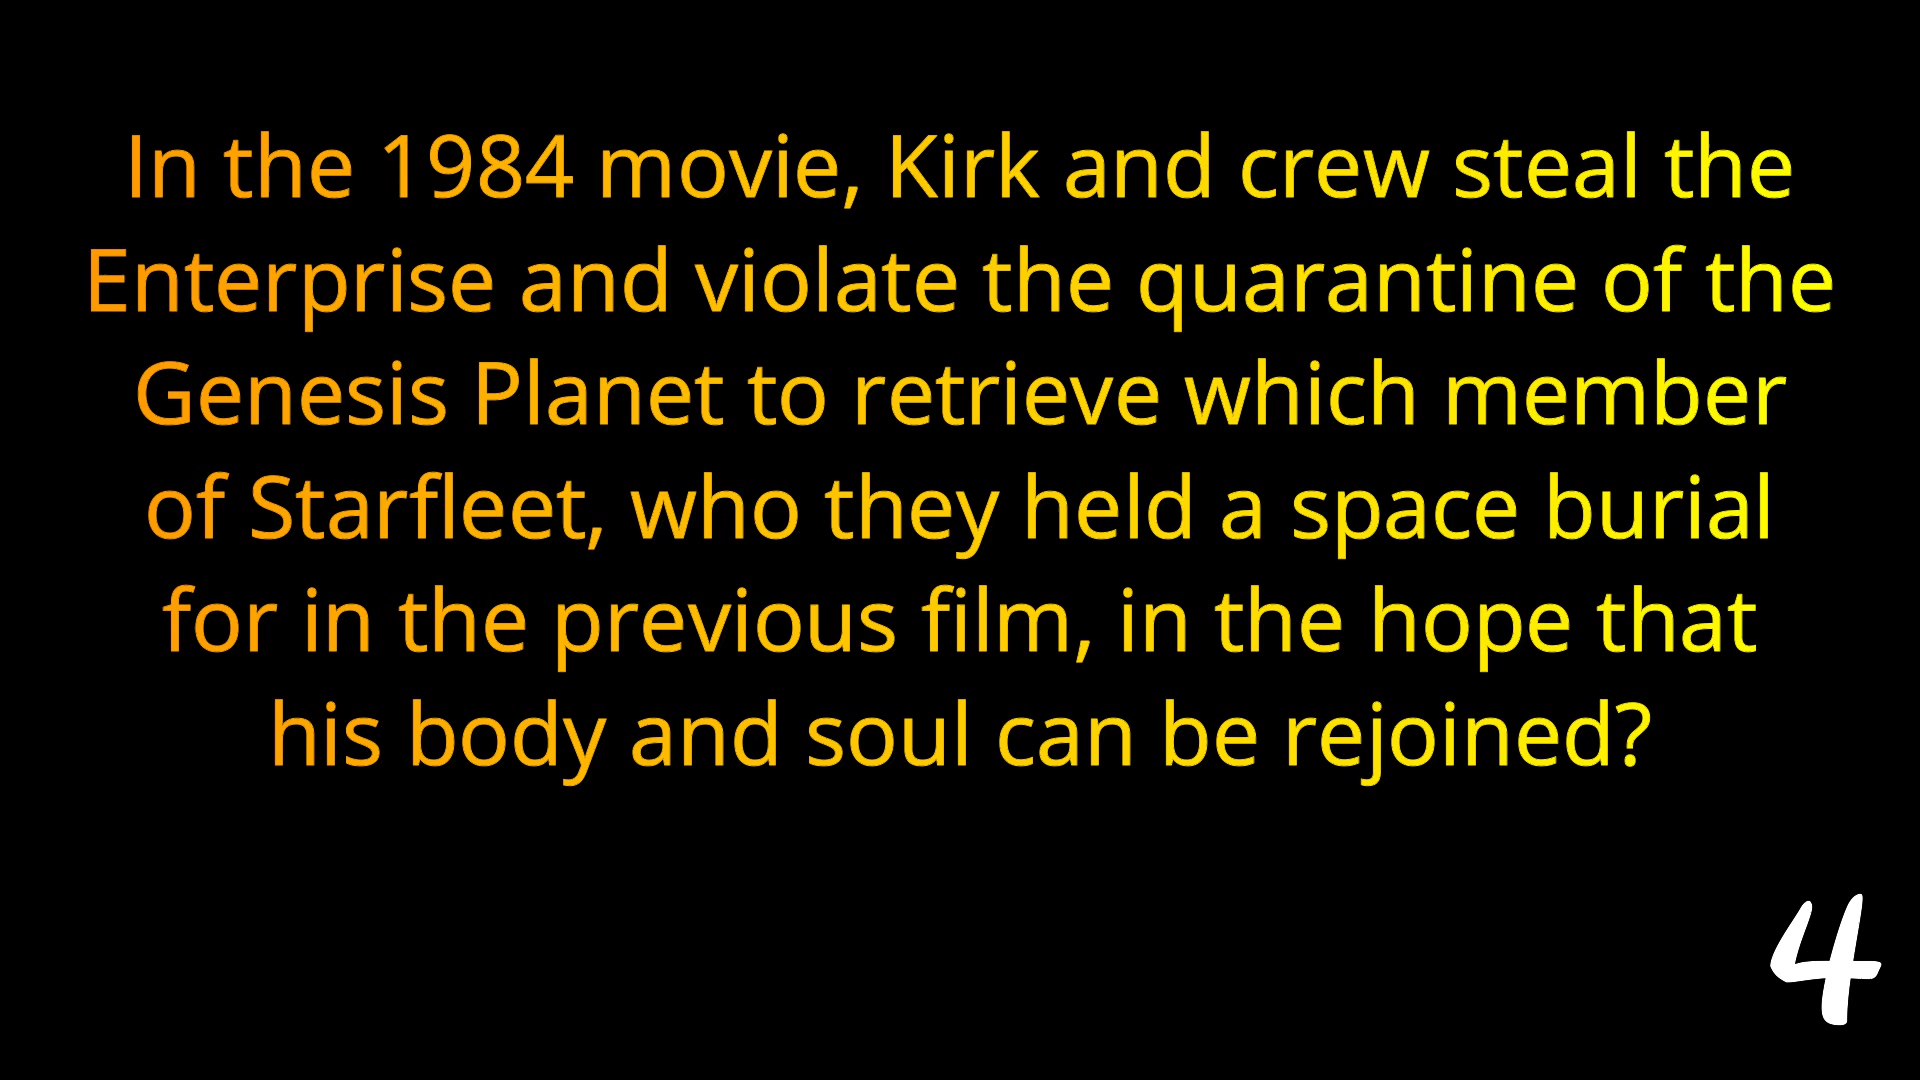 In the 1984 movie, Kirk and crew steal the
Enterprise and violate the quarantine of the
Genesis Planet to retrieve which member
of Starfleet, who they held a space burial
for in the previous film, in the hope that
his body and soul can be rejoined?
4